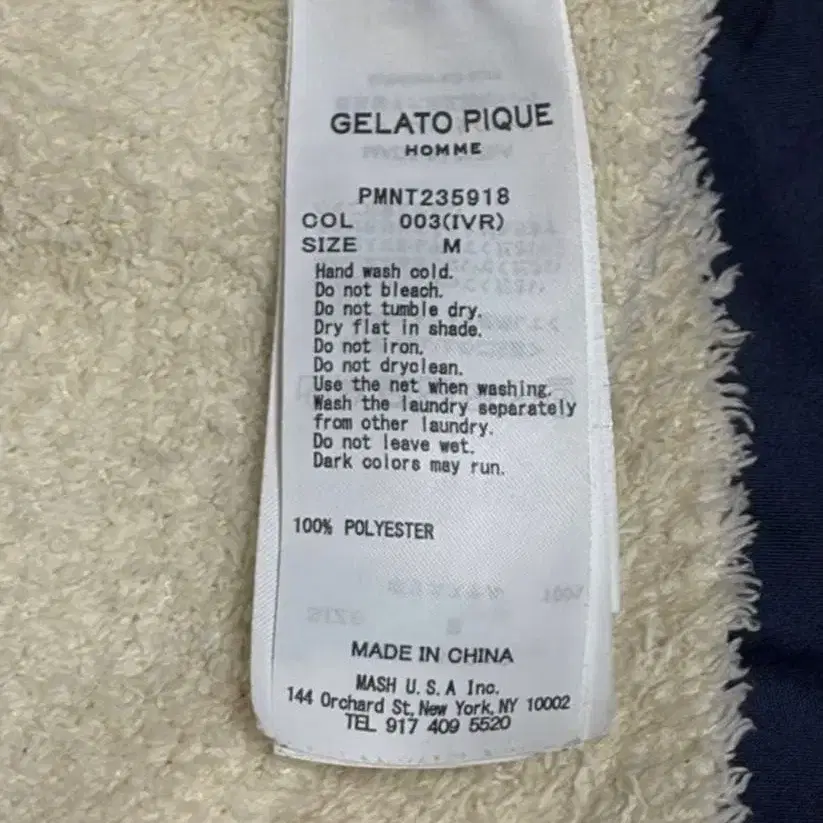 GELATO PIQUE
HOMME
PMNT235918
COL 003(IVR)
SIZE M
Hand wash cold.
Do not bleach.
Do not tumble dry.
Dry flat in shade.
Do not iron.
Do not dryclean.
Use the net when washing.
Wash the laundry separately
from other laundry.
Do not leave wet.
Dark colors may run.
100% POLYESTER
MADE IN CHINA
MASH U.S.A Inc.
144 Orchard St, New York, NY 10002
TEL 917 409 5520